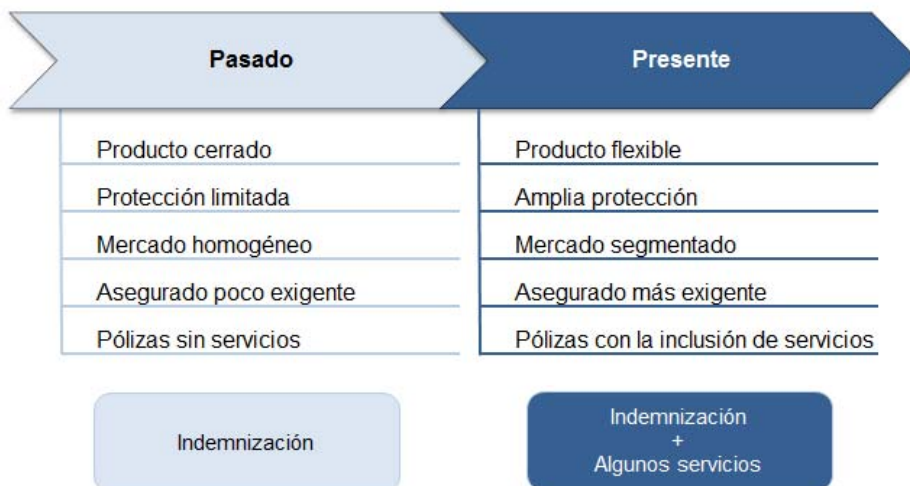 Pasado
Presente
Producto cerrado
Producto flexible
Protección limitada
Amplia protección
Mercado homogéneo
Mercado segmentado
Asegurado poco exigente
Asegurado más exigente
Pólizas sin servicios
Pólizas con la inclusión de servicios
Indemnización
Indemnización
+
Algunos servicios